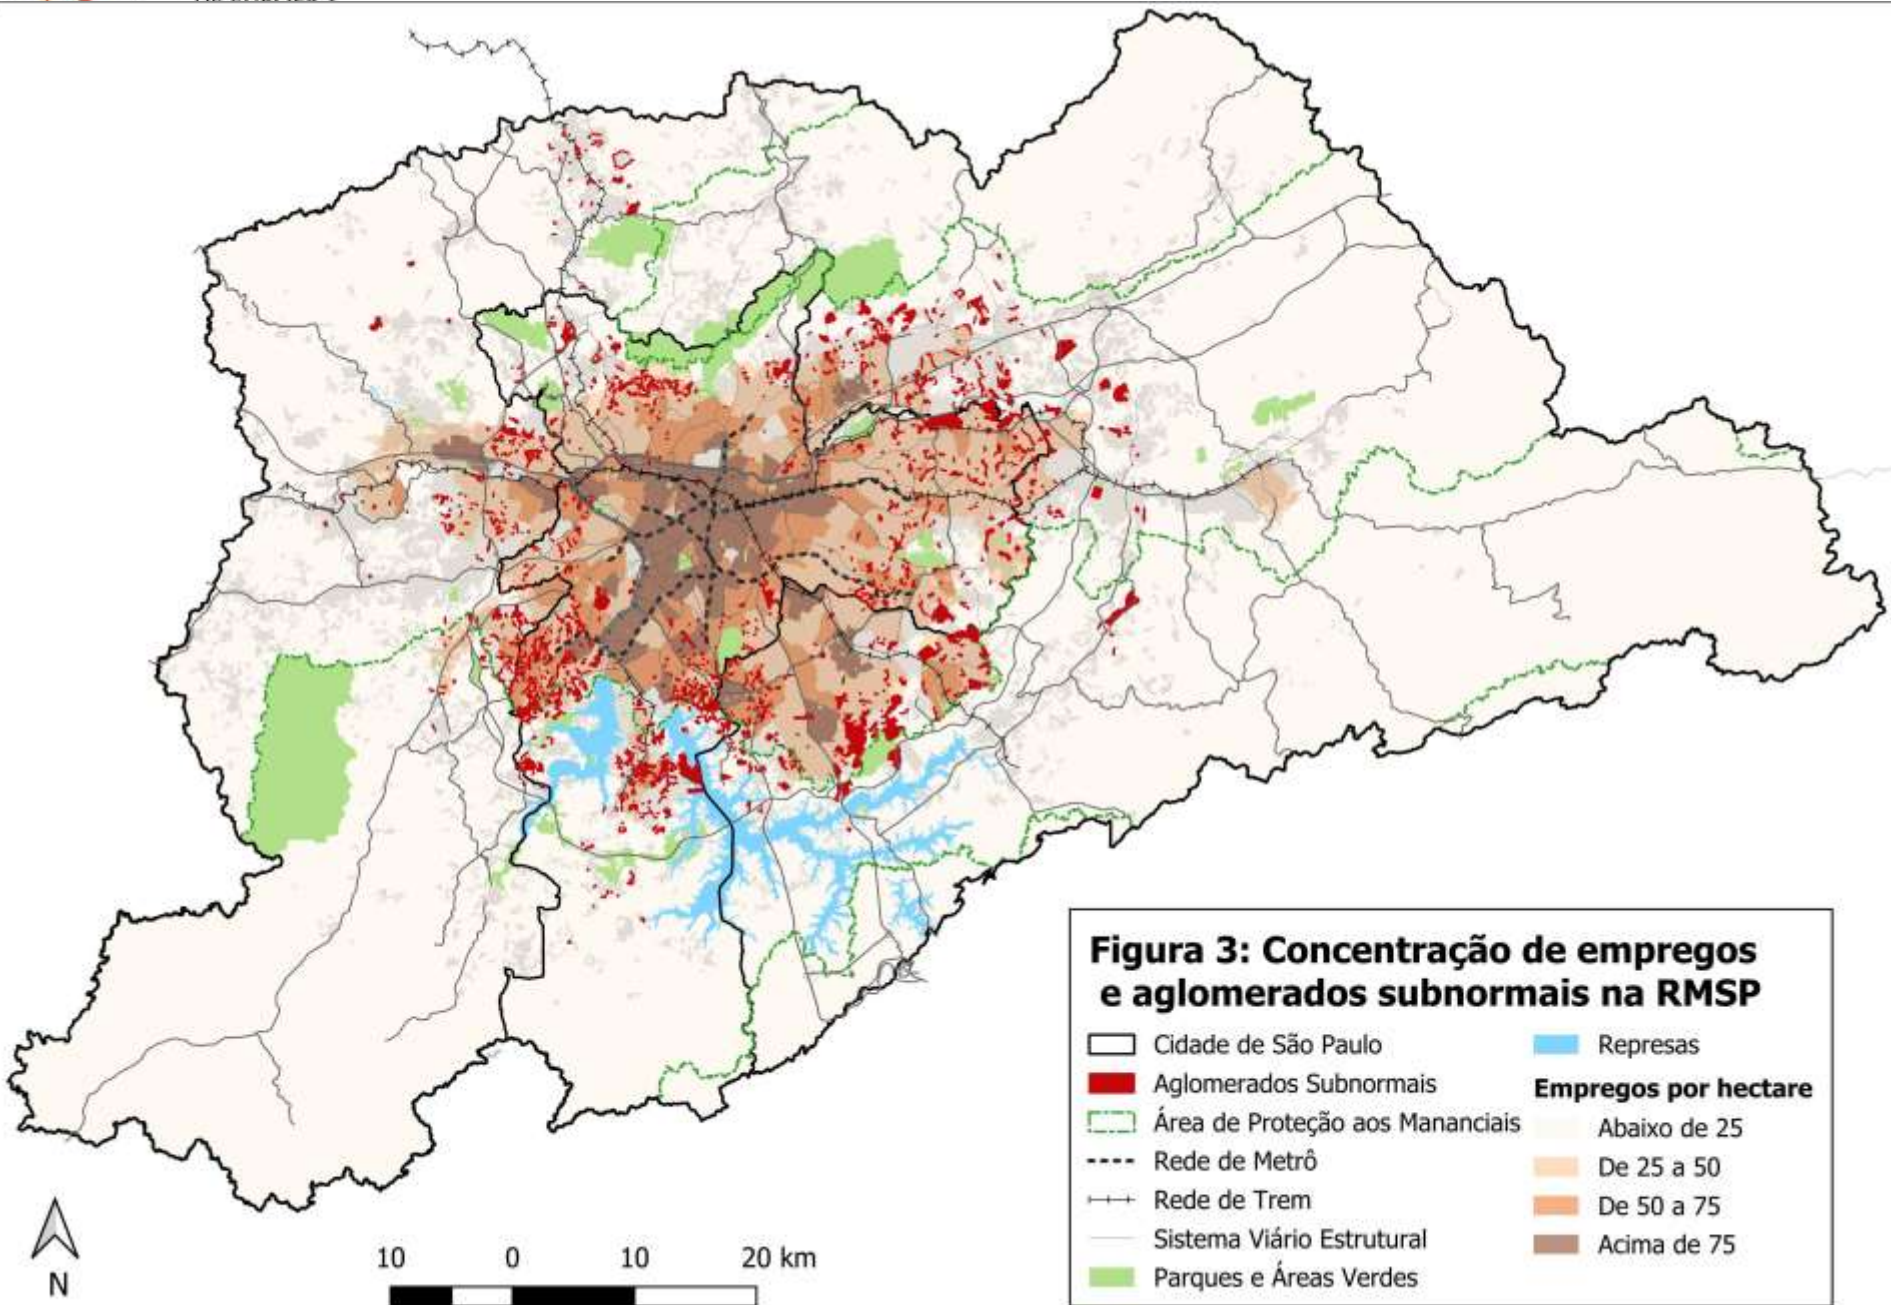 Figura 3: Concentração de empregos
e aglomerados subnormais na RMSP
Cidade de São Paulo
Aglomerados Subnormais
Área de Proteção aos Mananciais
Rede de Metrô
Rede de Trem
Sistema Viário Estrutural
Parques e Áreas Verdes
Represas
Empregos por hectare
Abaixo de 25
De 25 a 50
De 50 a 75
Acima de 75
N
10 0 10 20 km